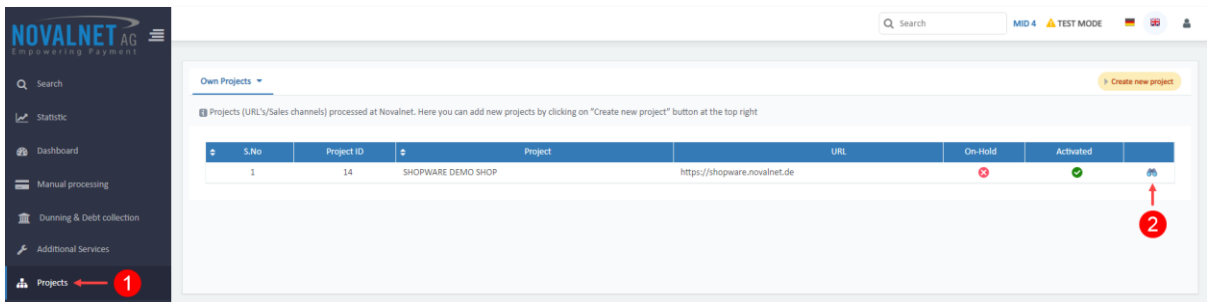 NOVALNET AG
Empowering Payment
Search
MID 4 TEST MODE
Search
Statistic
Dashboard
Manual processing
Dunning & Debt collection
Additional Services
Projects
1
Own Projects
Create new project
Projects (URL's/Sales channels) processed at Novalnet. Here you can add new projects by clicking on "Create new project" button at the top right
S.No Project ID Project URL On-Hold Activated
1 14 SHOPWARE DEMO SHOP https://shopware.novalnet.de
2